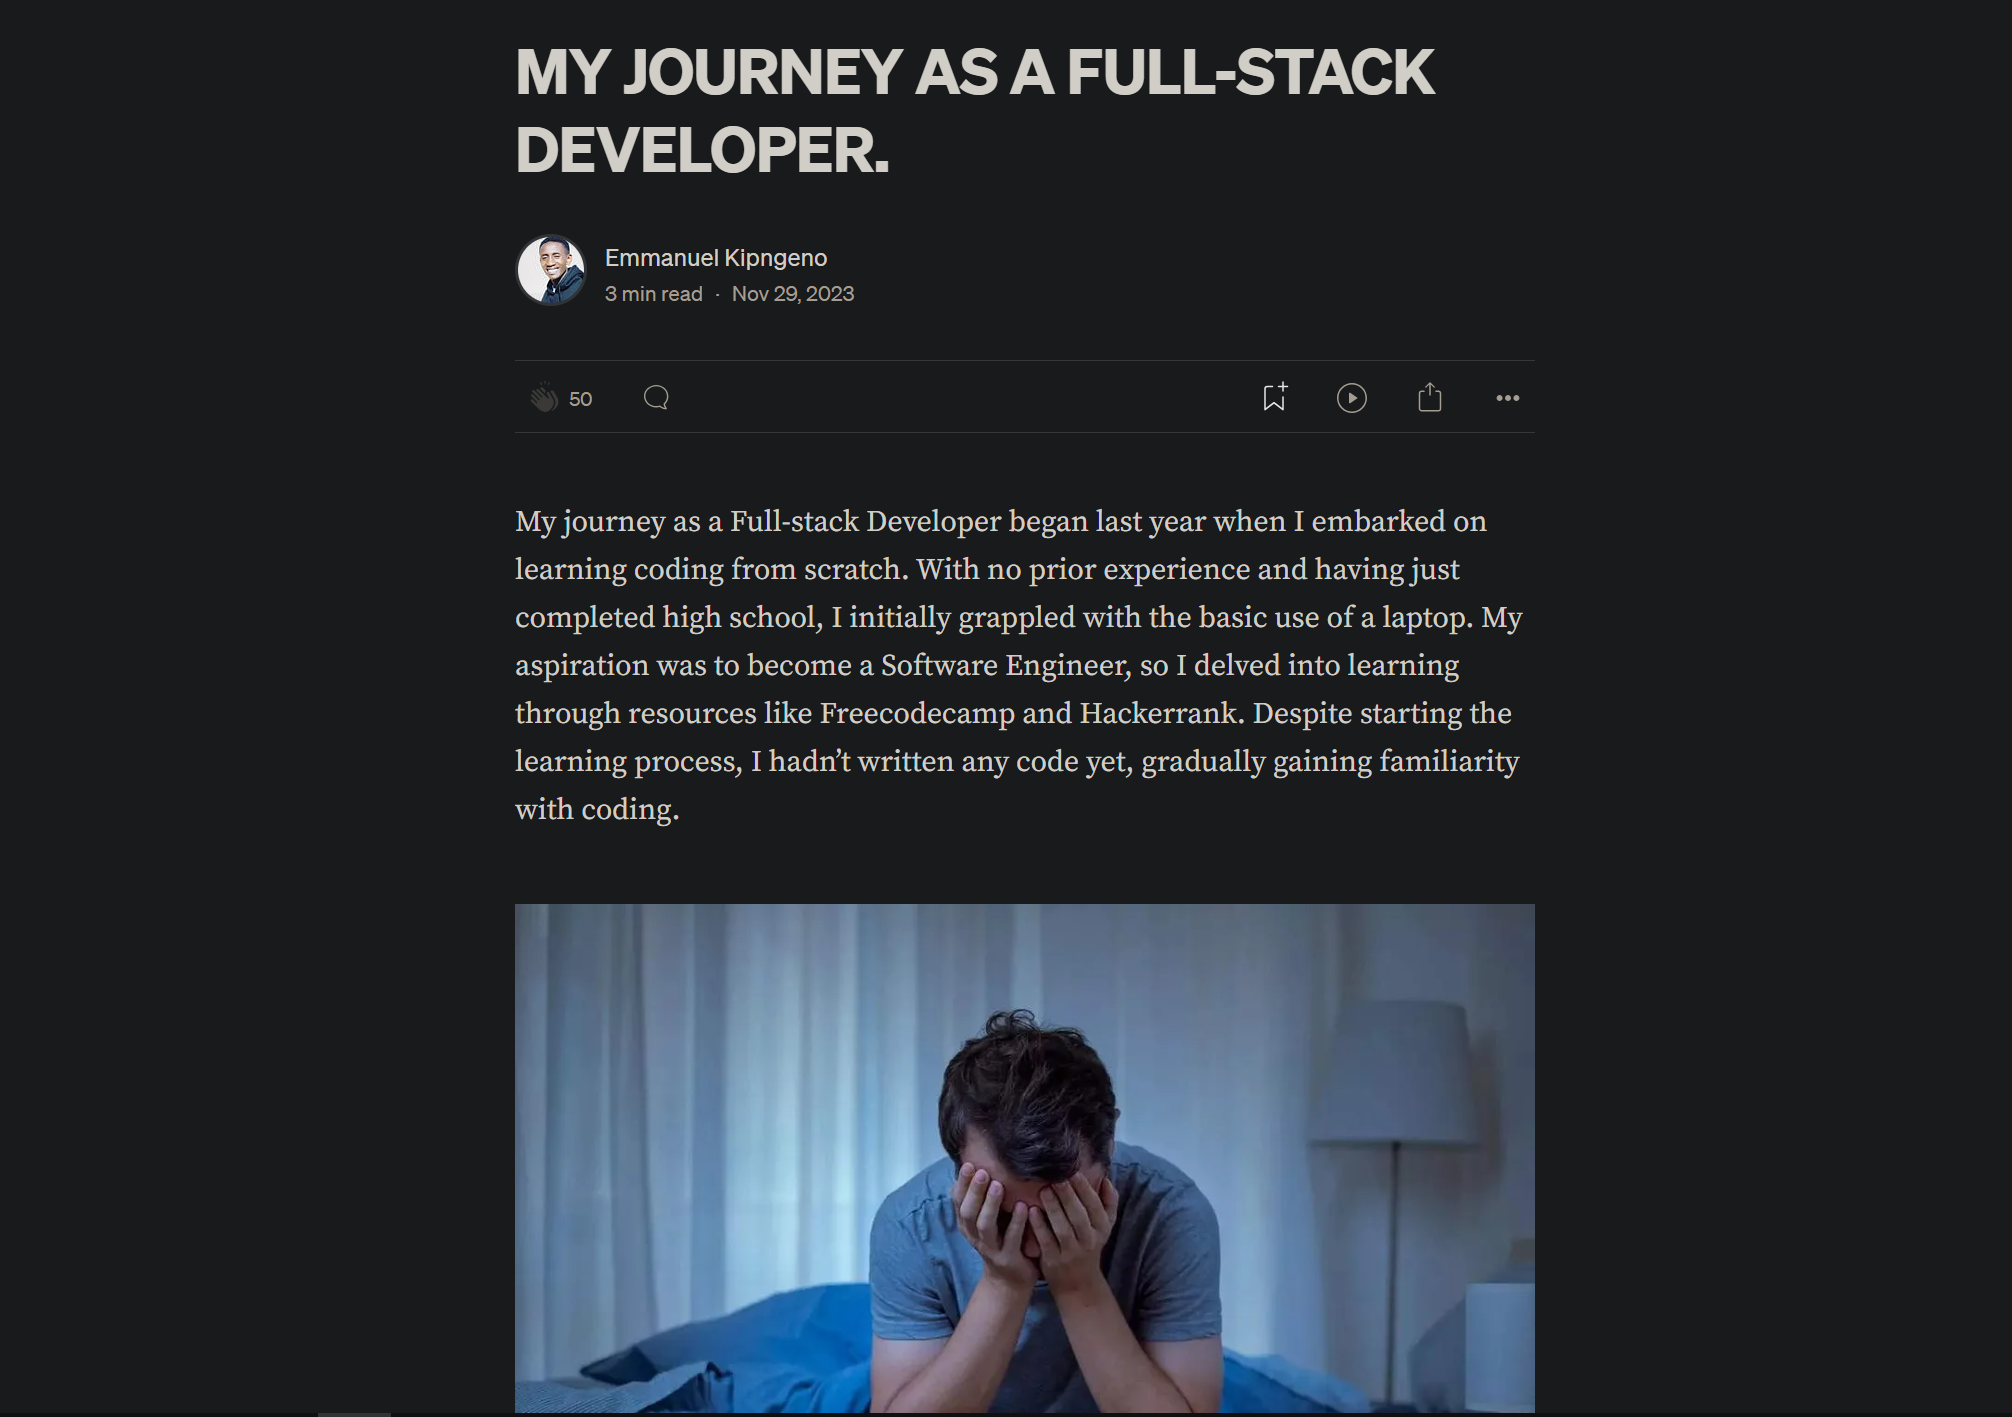 MY JOURNEY AS A FULL-STACK
DEVELOPER.
Emmanuel Kipngeno
3 min read · Nov 29, 2023
50
My journey as a Full-stack Developer began last year when I embarked on
learning coding from scratch. With no prior experience and having just
completed high school, I initially grappled with the basic use of a laptop. My
aspiration was to become a Software Engineer, so I delved into learning
through resources like Freecodecamp and Hackerrank. Despite starting the
learning process, I hadn’t written any code yet, gradually gaining familiarity
with coding.